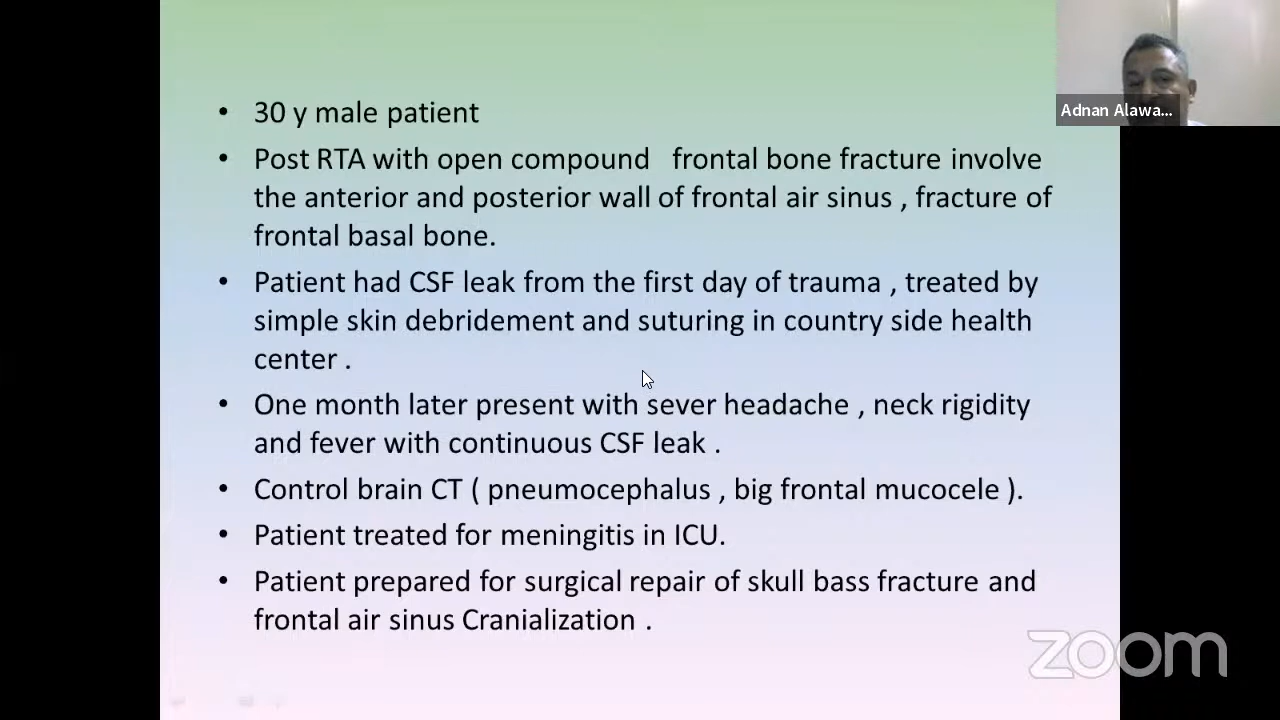 Adnan Alawa...
• 30 y male patient
• Post RTA with open compound frontal bone fracture involve
the anterior and posterior wall of frontal air sinus , fracture of
frontal basal bone.
• Patient had CSF leak from the first day of trauma , treated by
simple skin debridement and suturing in country side health
center .
• One month later present with sever headache , neck rigidity
and fever with continuous CSF leak .
• Control brain CT ( pneumocephalus , big frontal mucocele ).
• Patient treated for meningitis in ICU.
• Patient prepared for surgical repair of skull bass fracture and
frontal air sinus Cranialization .
zoom